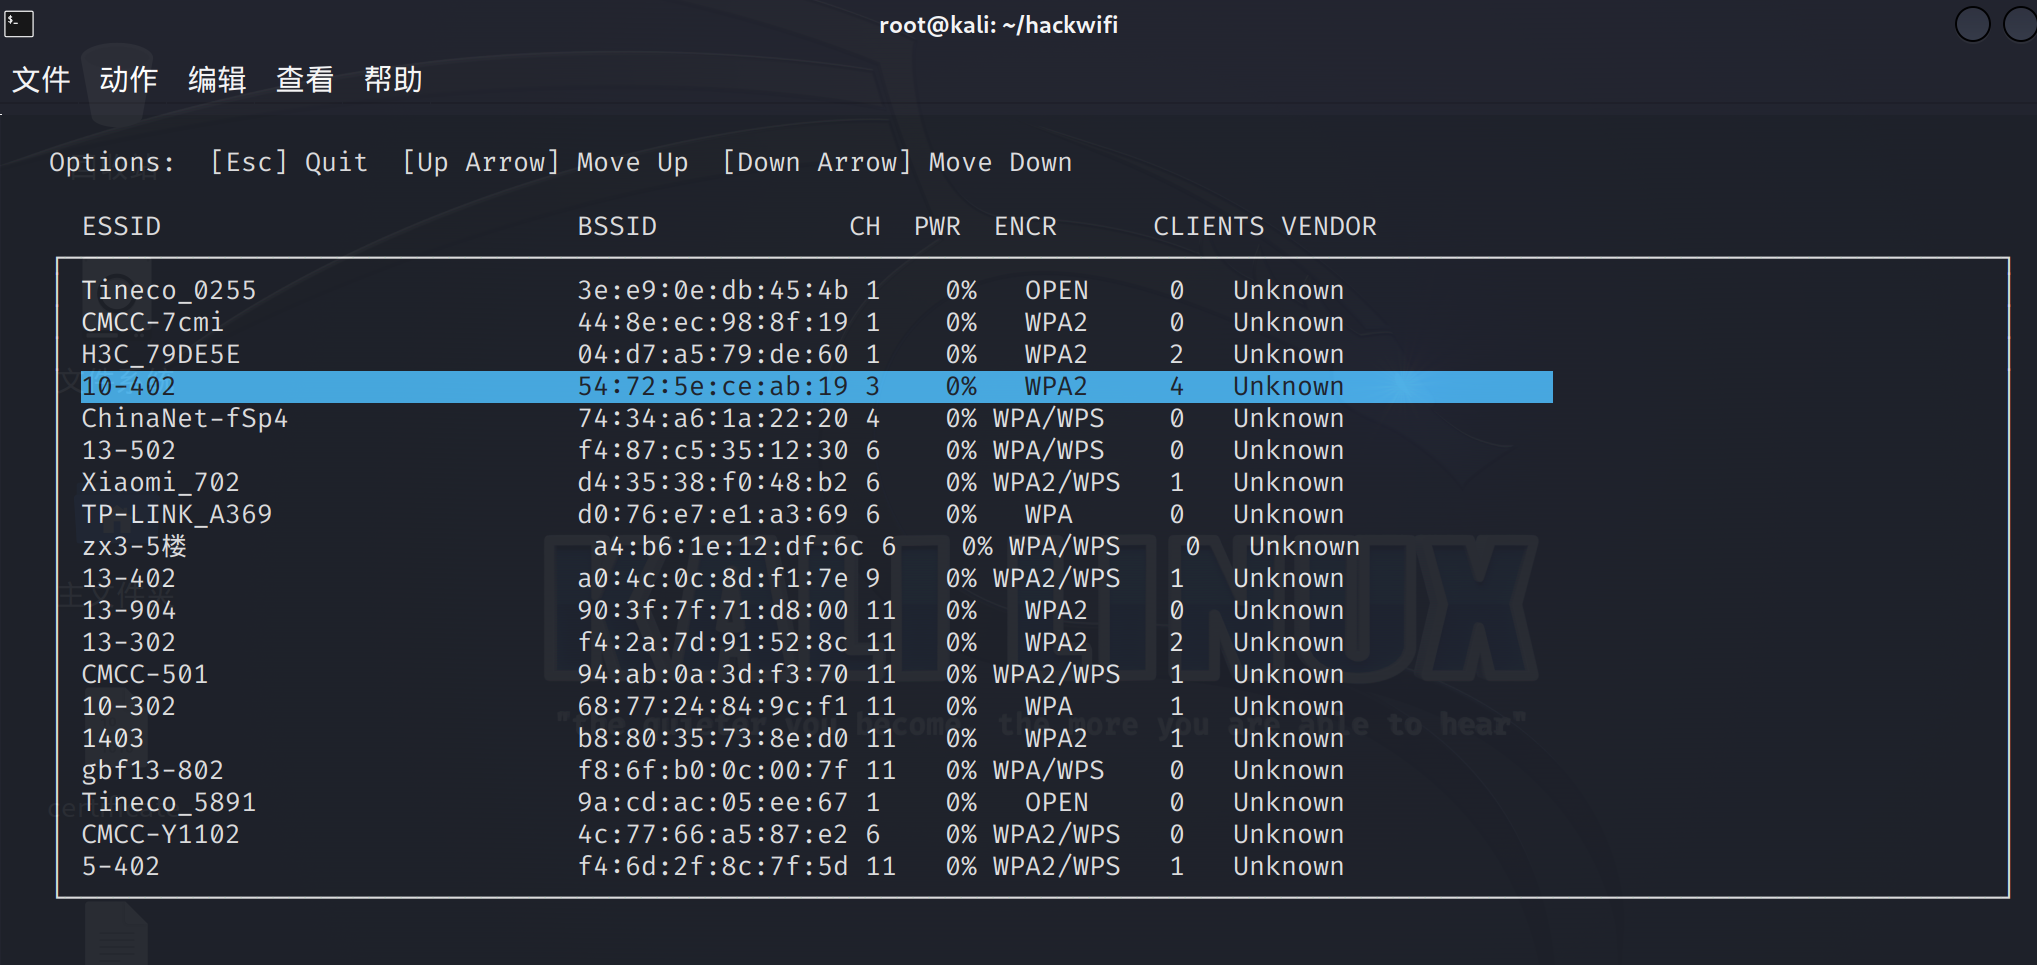 root@kali: ~/hackwifi
文件 动作 编辑 查看 帮助
Options: [Esc] Quit [Up Arrow] Move Up [Down Arrow] Move Down
ESSID BSSID CH PWR ENCR CLIENTS VENDOR
Tineco_0255 3e:e9:0e:db:45:4b 1 0% OPEN 0 Unknown
CMCC-7cmi 44:8e:ec:98:8f:19 1 0% WPA2 0 Unknown
H3C_79DE5E 04:d7:a5:79:de:60 1 0% WPA2 2 Unknown
10-402 54:72:5e:ce:ab:19 3 0% WPA2 4 Unknown
ChinaNet-fSp4 74:34:a6:1a:22:20 4 0% WPA/WPS 0 Unknown
13-502 f4:87:c5:35:12:30 6 0% WPA/WPS 0 Unknown
Xiaomi_702 d4:35:38:f0:48:b2 6 0% WPA2/WPS 1 Unknown
TP-LINK_A369 d0:76:e7:e1:a3:69 6 0% WPA 0 Unknown
zx3-5楼 a4:b6:1e:12:df:6c 6 0% WPA/WPS 0 Unknown
13-402 a0:4c:0c:8d:f1:7e 9 0% WPA2/WPS 1 Unknown
13-904 90:3f:7f:71:d8:00 11 0% WPA2 0 Unknown
13-302 f4:2a:7d:91:52:8c 11 0% WPA2 2 Unknown
CMCC-501 94:ab:0a:3d:f3:70 11 0% WPA2/WPS 1 Unknown
10-302 68:77:24:84:9c:f1 11 0% WPA 1 Unknown
1403 b8:80:35:73:8e:d0 11 0% WPA2 1 Unknown
gbf13-802 f8:6f:b0:0c:00:7f 11 0% WPA/WPS 0 Unknown
Tineco_5891 9a:cd:ac:05:ee:67 1 0% OPEN 0 Unknown
CMCC-Y1102 4c:77:66:a5:87:e2 6 0% WPA2/WPS 0 Unknown
5-402 f4:6d:2f:8c:7f:5d 11 0% WPA2/WPS 1 Unknown
KALI LINUX
"the quieter you become, the more you are able to hear"